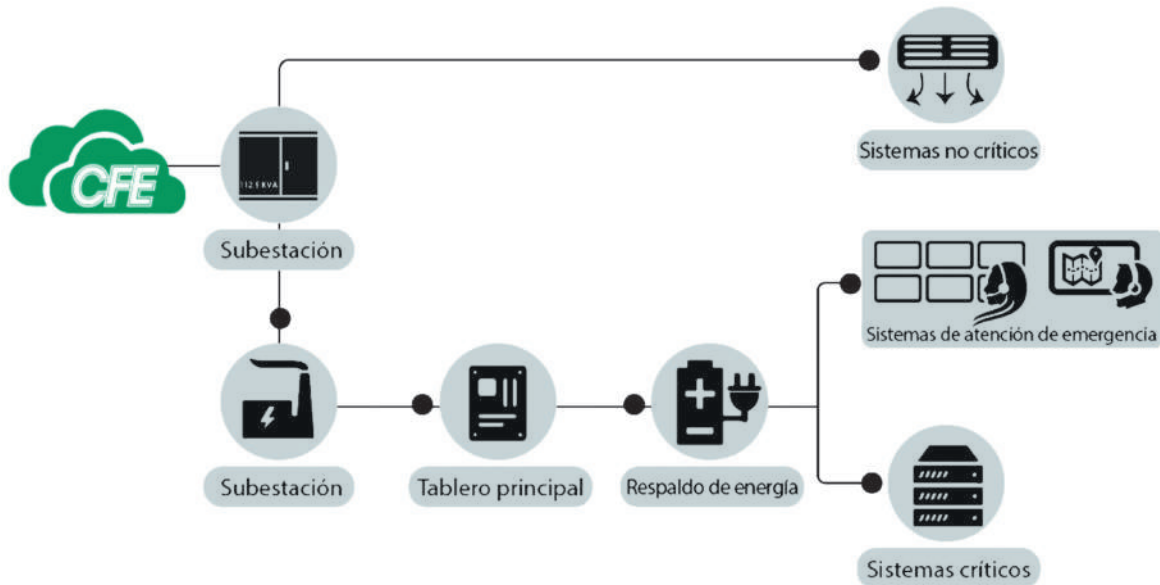 Sistemas no críticos
CFE
112.5 KVA
Subestación
Sistemas de atención de emergencia
Subestación
Tablero principal
Respaldo de energía
Sistemas críticos